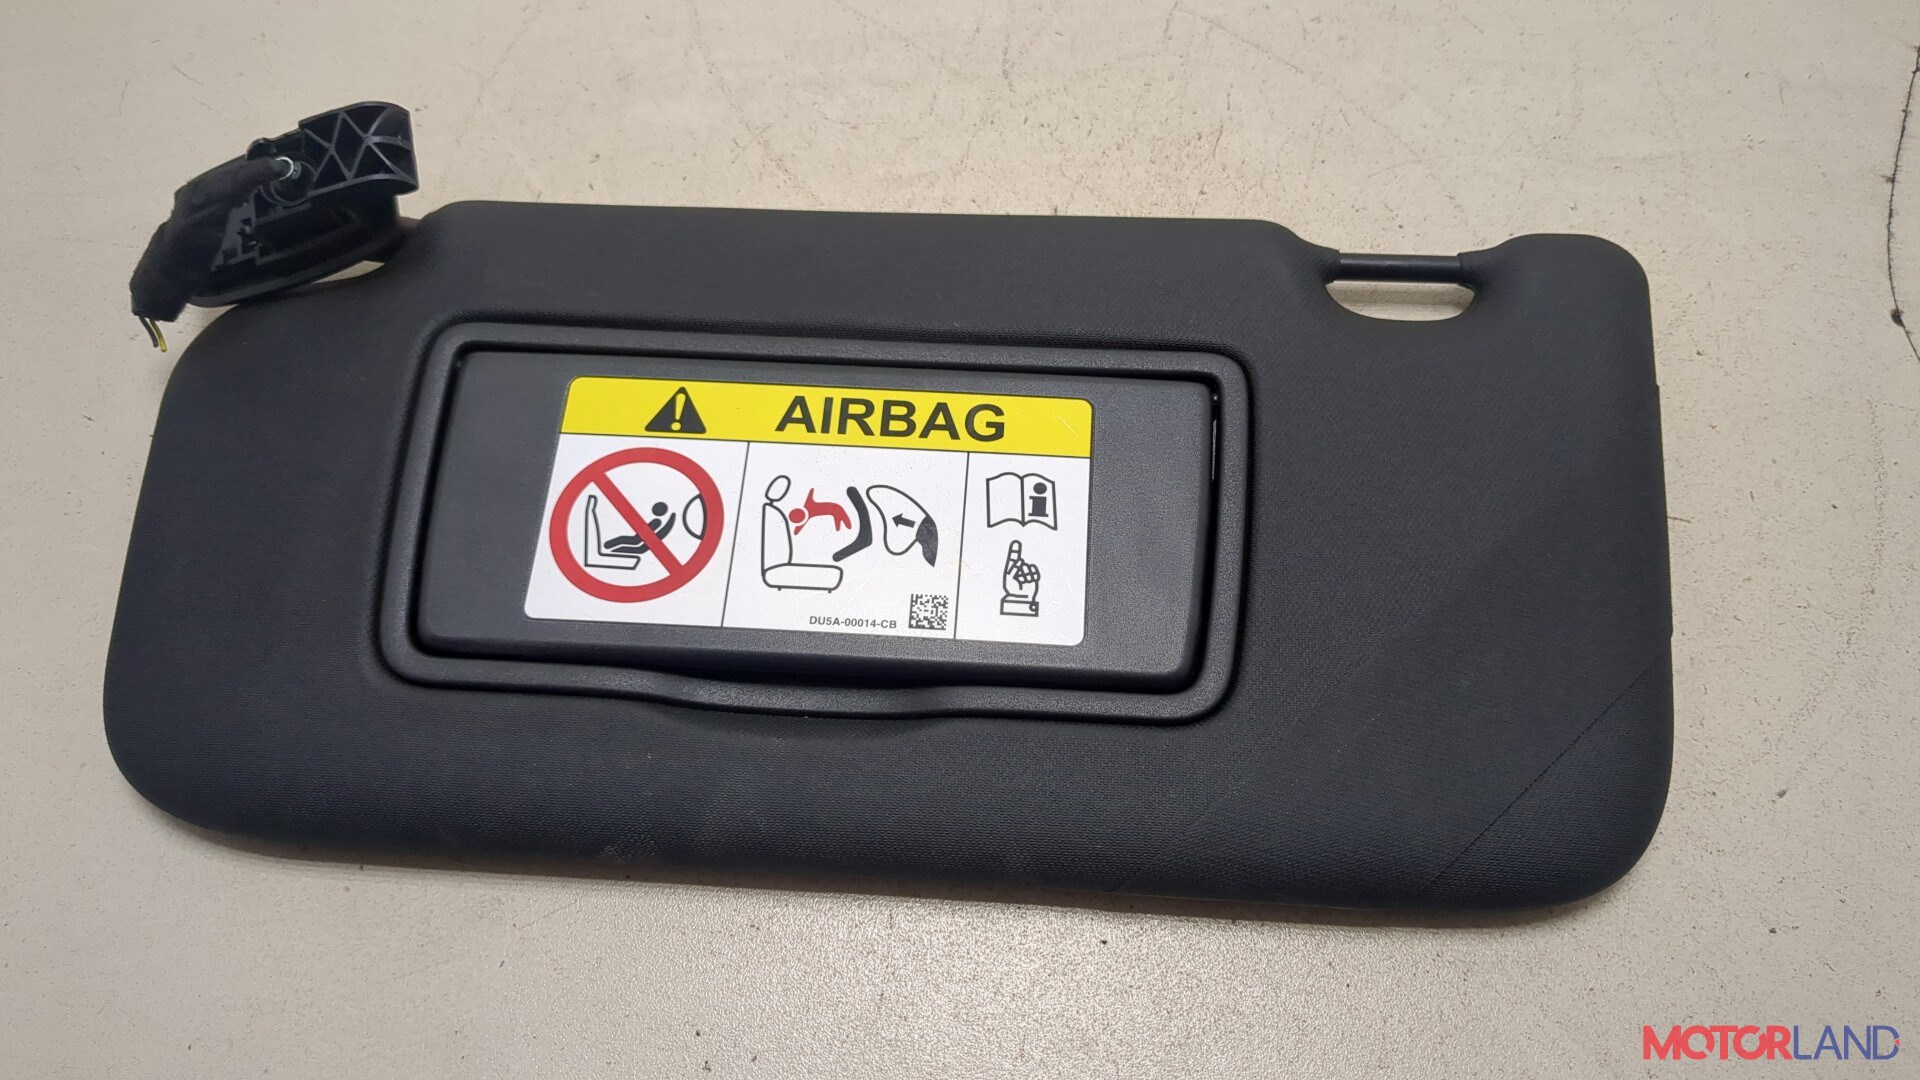 AIRBAG
DU5A-00014-CB
MOTORLAND